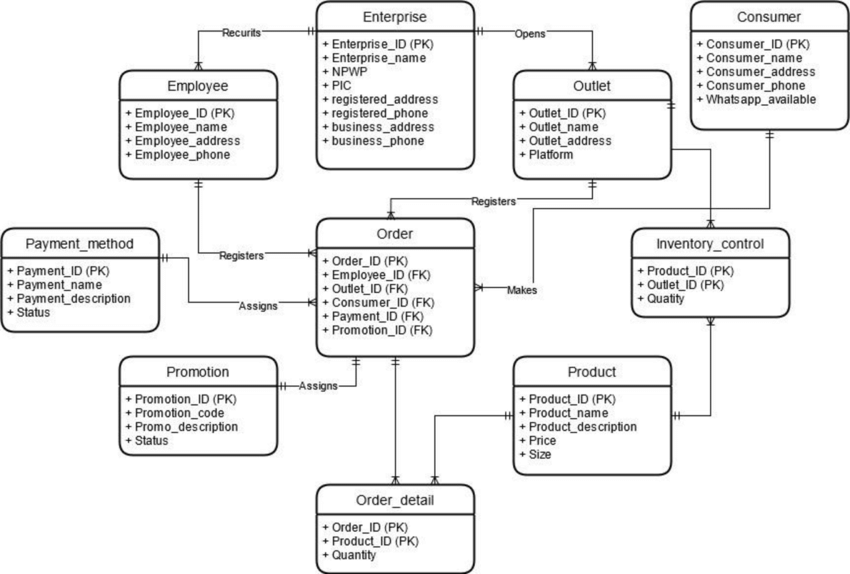 Enterprise
+ Enterprise_ID (PK)
+ Enterprise_name
+ NPWP
+ PIC
+ registered_address
+ registered_phone
+ business_address
+ business_phone
Consumer
+ Consumer_ID (PK)
+ Consumer_name
+ Consumer_address
+ Consumer_phone
+ Whatsapp_available
Recurits
Opens
Employee
+ Employee_ID (PK)
+ Employee_name
+ Employee_address
+ Employee_phone
Outlet
+ Outlet_ID (PK)
+ Outlet_name
+ Outlet_address
+ Platform
Registers
Registers
Payment_method
+ Payment_ID (PK)
+ Payment_name
+ Payment_description
+ Status
Assigns
Order
+ Order_ID (PK)
+ Employee_ID (FK)
+ Outlet_ID (FK)
+ Consumer_ID (FK)
+ Payment_ID (FK)
+ Promotion_ID (FK)
Makes
Inventory_control
+ Product_ID (PK)
+ Outlet_ID (PK)
+ Quatity
Promotion
+ Promotion_ID (PK)
+ Promotion_code
+ Promo_description
+ Status
Assigns
Product
+ Product_ID (PK)
+ Product_name
+ Product_description
+ Price
+ Size
Order_detail
+ Order_ID (PK)
+ Product_ID (PK)
+ Quantity